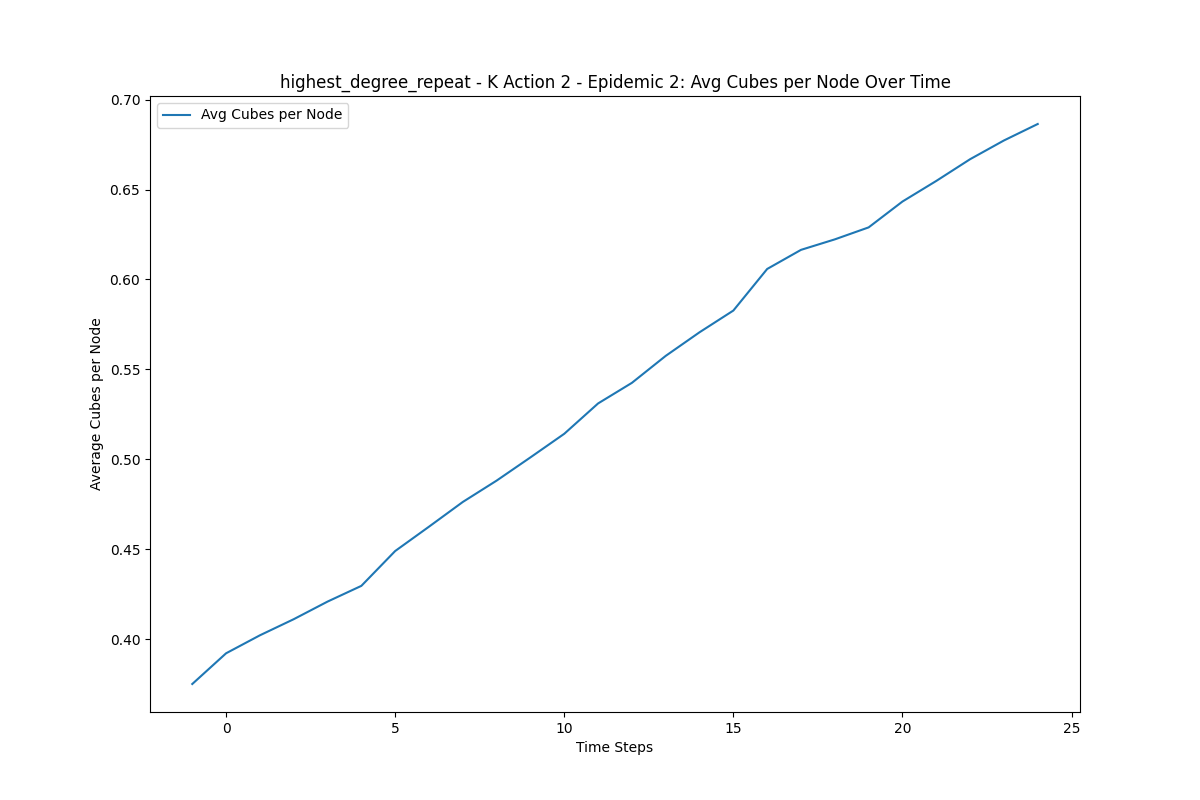 highest_degree_repeat - K Action 2 - Epidemic 2: Avg Cubes per Node Over Time
Avg Cubes per Node
0.70
0.65
0.60
0.55
0.50
0.45
0.40
Average Cubes per Node
0 5 10 15 20 25
Time Steps